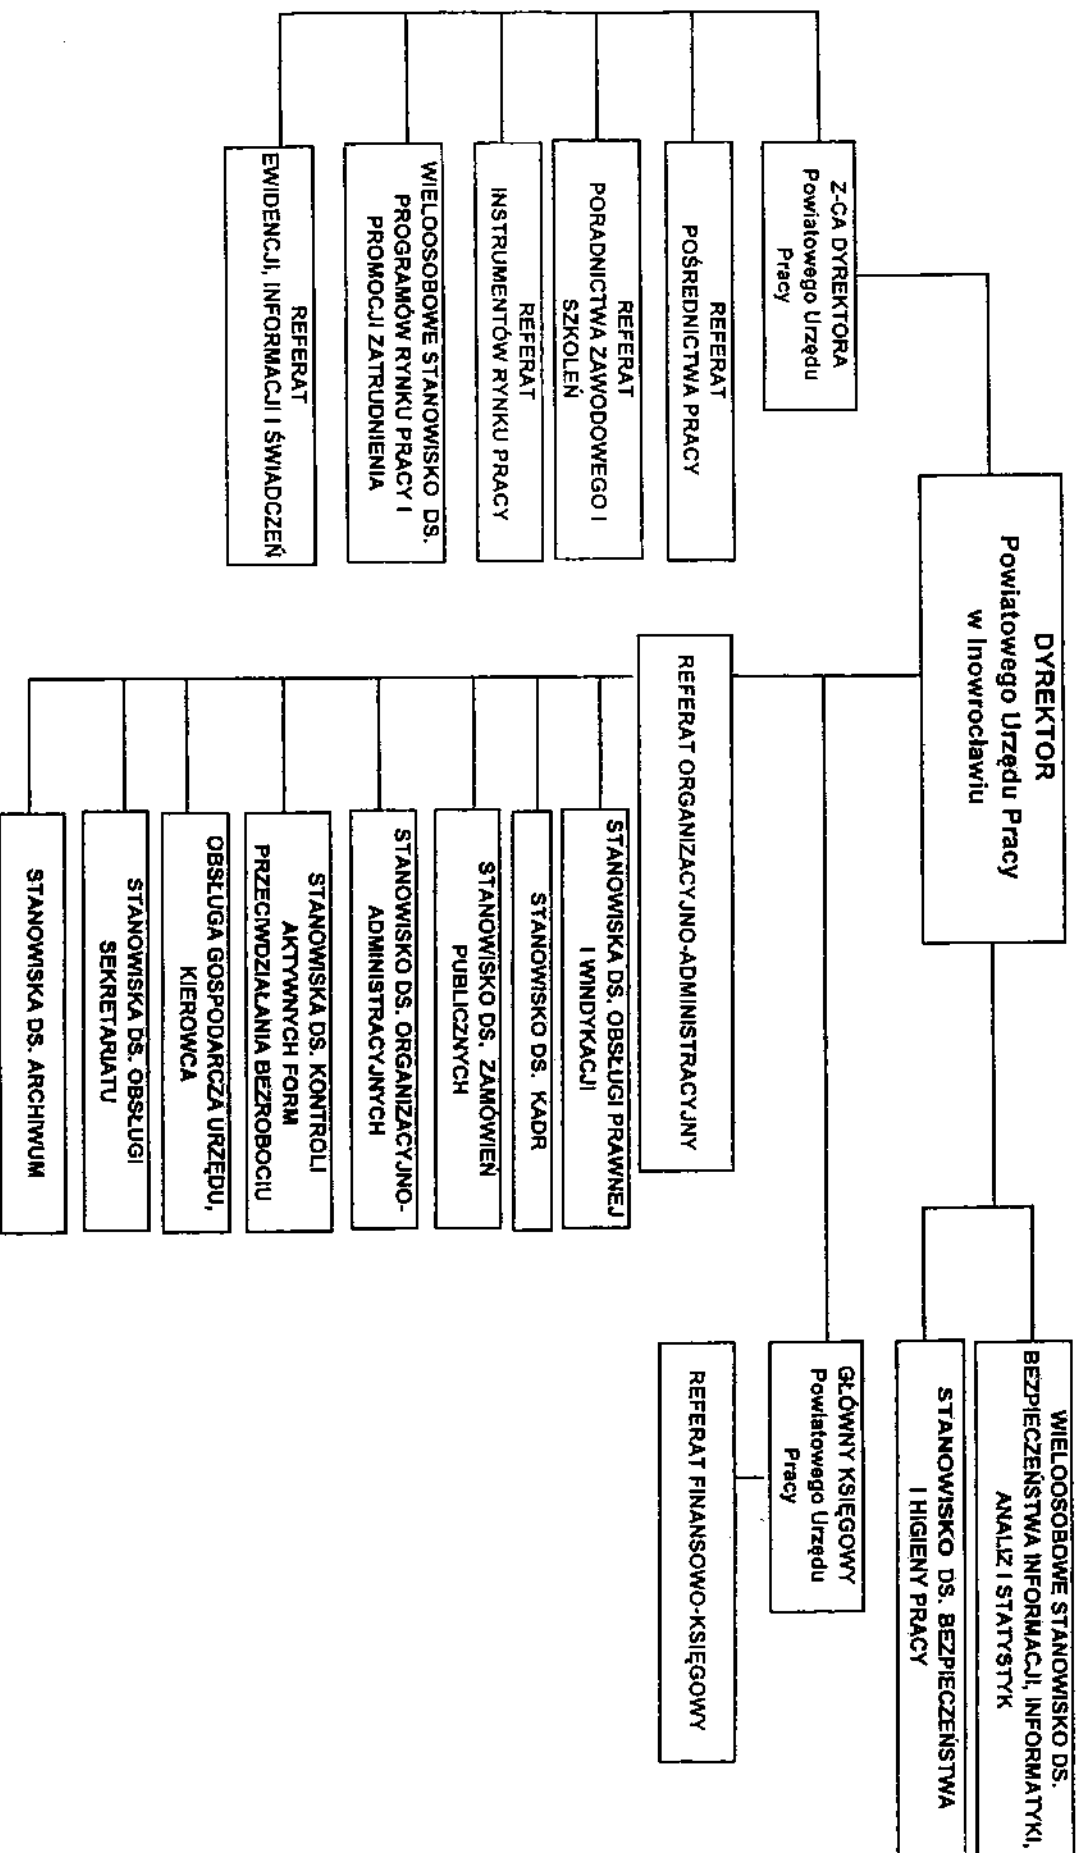 DYREKTOR
Powiatowego Urzędu Pracy
w Inowrocławiu
Z-CA DYREKTORA
Powiatowego Urzędu
Pracy
REFERAT
POŚREDNICTWA PRACY
REFERAT
PORADNICTWA ZAWODOWEGO I
SZKOLEŃ
REFERAT
INSTRUMENTÓW RYNKU PRACY
WIELOOSOBOWE STANOWISKO DS.
PROGRAMÓW RYNKU PRACY I
PROMOCJI ZATRUDNIENIA
REFERAT
EWIDENCJI, INFORMACJI I ŚWIADCZEŃ
REFERAT ORGANIZACYJNO-ADMINISTRACYJNY
STANOWISKA DS. OBSŁUGI PRAWNEJ
I WINDYKACJI
STANOWISKO DS. KADR
STANOWISKO DS. ZAMÓWIEŃ
PUBLICZNYCH
STANOWISKO DS. ORGANIZACYJNO-
ADMINISTRACYJNYCH
STANOWISKA DS. KONTROLI
AKTYWNYCH FORM
PRZECIWDZIAŁANIA BEZROBOCIU
OBSŁUGA GOSPODARCZA URZĘDU,
KIEROWCA
STANOWISKA DS. OBSŁUGI
SEKRETARIATU
STANOWISKA DS. ARCHIWUM
WIELOOSOBOWE STANOWISKO DS.
BEZPIECZEŃSTWA INFORMACJI, INFORMATYKI,
ANALIZ I STATYSTYK
STANOWISKO DS. BEZPIECZEŃSTWA
I HIGIENY PRACY
GŁÓWNY KSIĘGOWY
Powiatowego Urzędu
Pracy
REFERAT FINANSOWO-KSIĘGOWY